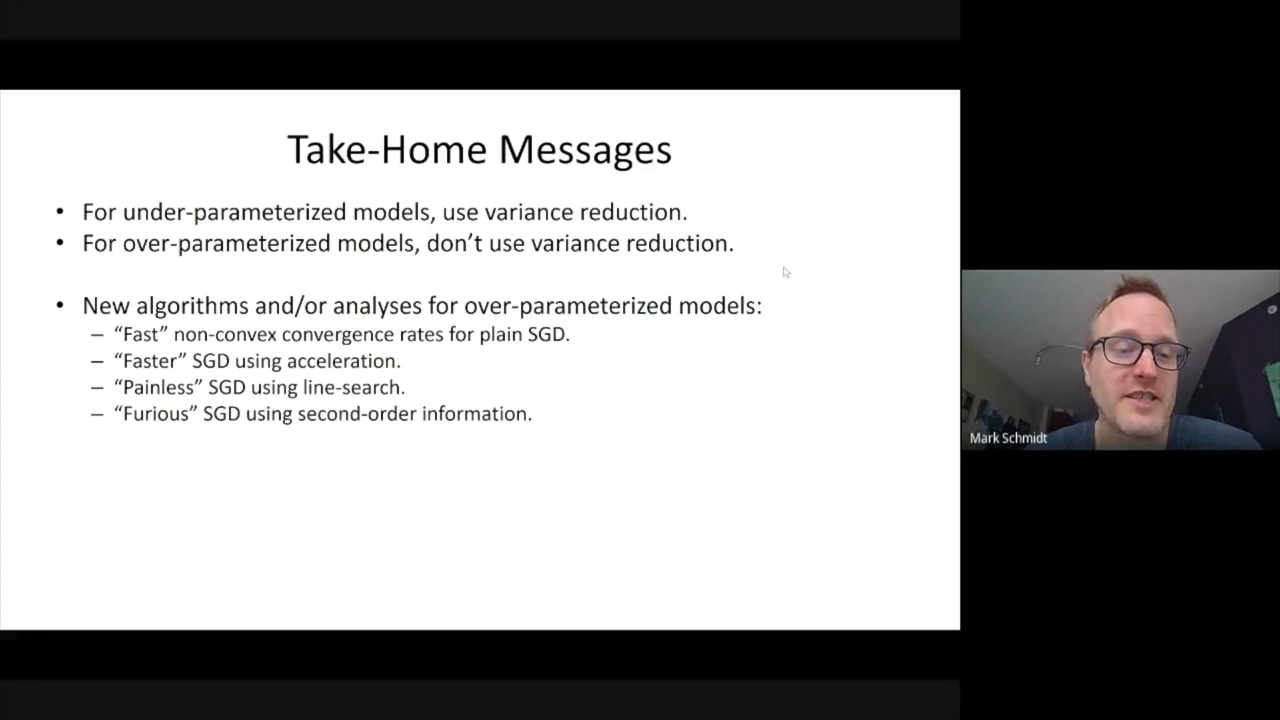 Take-Home Messages
• For under-parameterized models, use variance reduction.
• For over-parameterized models, don’t use variance reduction.
• New algorithms and/or analyses for over-parameterized models:
– “Fast” non-convex convergence rates for plain SGD.
– “Faster” SGD using acceleration.
– “Painless” SGD using line-search.
– “Furious” SGD using second-order information.
Mark Schmidt